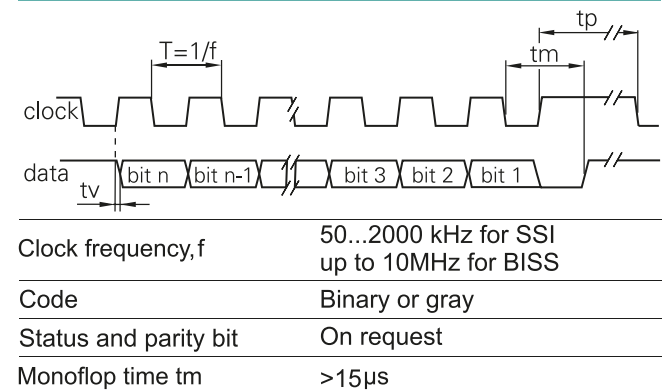 tp
T=1/f
tm
clock
data
bit n
bit n-1
bit 3
bit 2
bit 1
tv
Clock frequency,f
50...2000 kHz for SSI
up to 10MHz for BISS
Code
Binary or gray
Status and parity bit
On request
Monoflop time tm
>15µs